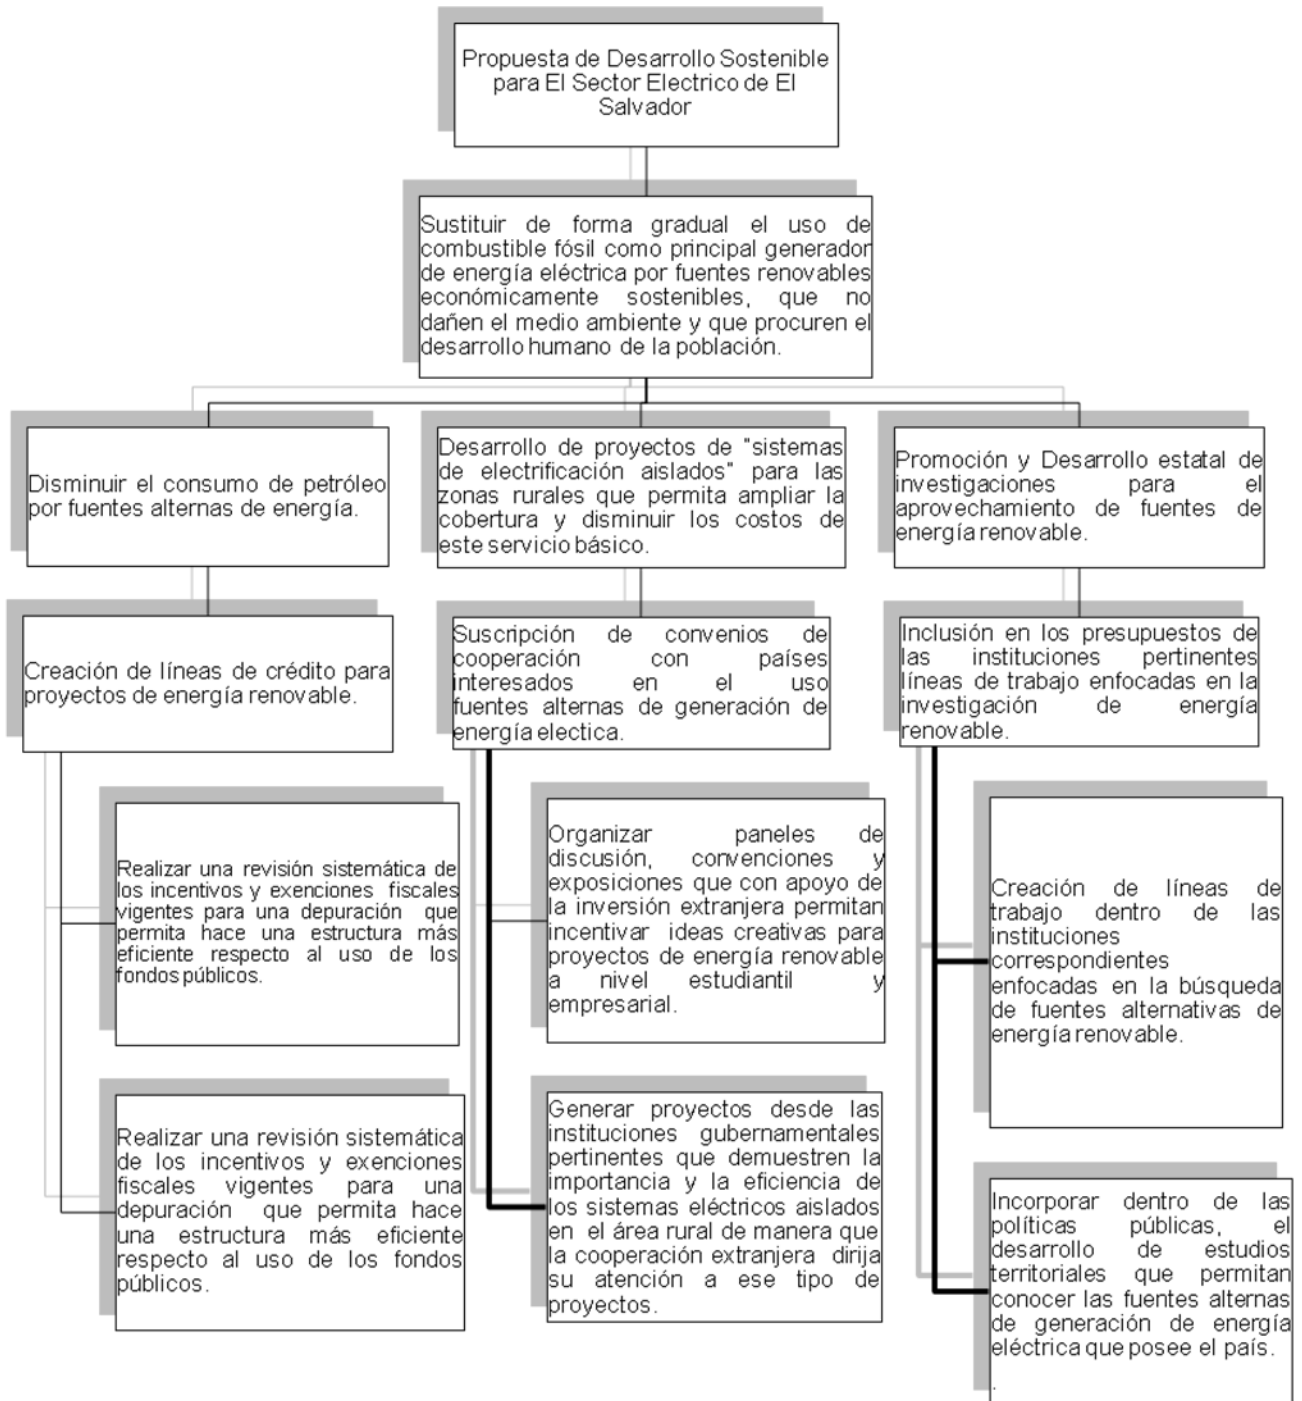 Propuesta de Desarrollo Sostenible
para El Sector Electrico de El
Salvador
Sustituir de forma gradual el uso de
combustible fósil como principal generador
de energía eléctrica por fuentes renovables
económicamente sostenibles, que no
dañen el medio ambiente y que procuren el
desarrollo humano de la población.
Disminuir el consumo de petróleo
por fuentes alternas de energía.
Desarrollo de proyectos de "sistemas
de electrificación aislados" para las
zonas rurales que permita ampliar la
cobertura y disminuir los costos de
este servicio básico.
Promoción y Desarrollo estatal de
investigaciones para el
aprovechamiento de fuentes de
energía renovable.
Creación de líneas de crédito para
proyectos de energía renovable.
Suscripción de convenios de
cooperación con países
interesados en el uso
fuentes alternas de generación de
energía electica.
Inclusión en los presupuestos de
las instituciones pertinentes
líneas de trabajo enfocadas en la
investigación de energía
renovable.
Realizar una revisión sistemática de
los incentivos y exenciones fiscales
vigentes para una depuración que
permita hace una estructura más
eficiente respecto al uso de los
fondos públicos.
Organizar paneles de
discusión, convenciones y
exposiciones que con apoyo de
la inversión extranjera permitan
incentivar ideas creativas para
proyectos de energía renovable
a nivel estudiantil y
empresarial.
Creación de líneas de
trabajo dentro de las
instituciones
correspondientes
enfocadas en la búsqueda
de fuentes alternativas de
energía renovable.
Realizar una revisión sistemática
de los incentivos y exenciones
fiscales vigentes para una
depuración que permita hace
una estructura más eficiente
respecto al uso de los fondos
públicos.
Generar proyectos desde las
instituciones gubernamentales
pertinentes que demuestren la
importancia y la eficiencia de
los sistemas eléctricos aislados
en el área rural de manera que
la cooperación extranjera dirija
su atención a ese tipo de
proyectos.
Incorporar dentro de las
políticas públicas, el
desarrollo de estudios
territoriales que permitan
conocer las fuentes alternas
de generación de energía
eléctrica que posee el país.
.